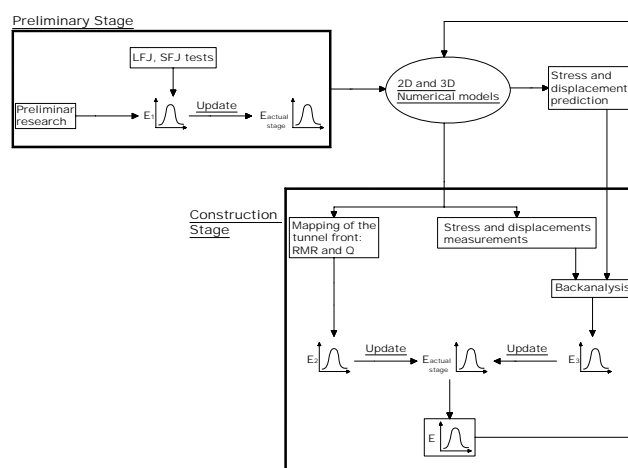 Preliminary Stage
LFJ, SFJ tests
Preliminar
research
E1
Update
Eactual
stage
2D and 3D
Numerical models
Stress and
displacement
prediction
Construction
Stage
Mapping of the
tunnel front:
RMR and Q
Stress and displacements
measurements
Backanalysis
E2
Update
Eactual
stage
Update
E3
E